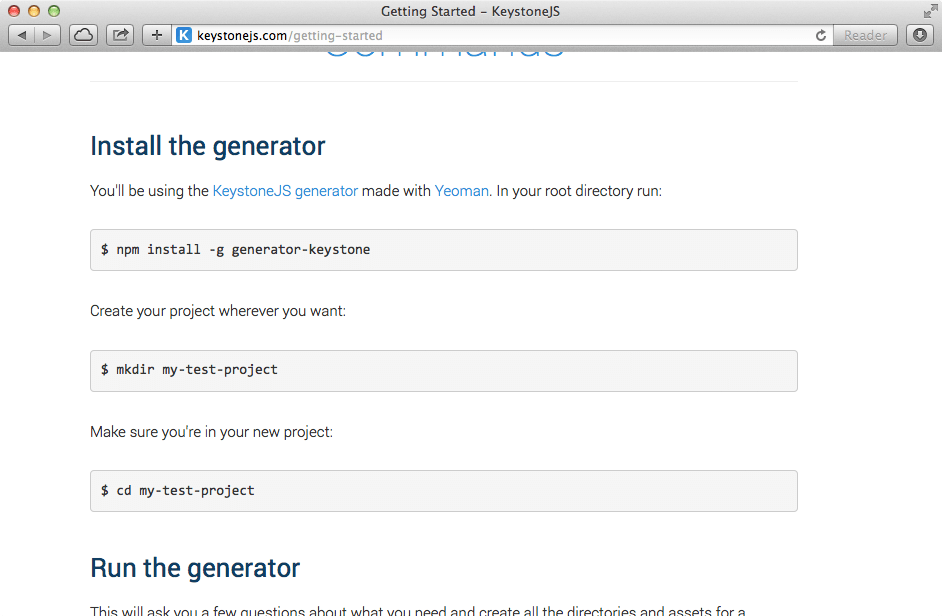 Getting Started – KeystoneJS
keystonejs.com/getting-started
Reader
Install the generator
You'll be using the KeystoneJS generator made with Yeoman. In your root directory run:
$ npm install -g generator-keystone
Create your project wherever you want:
$ mkdir my-test-project
Make sure you're in your new project:
$ cd my-test-project
Run the generator
This will ask you a few questions about what you need and create all the directories and assets for a